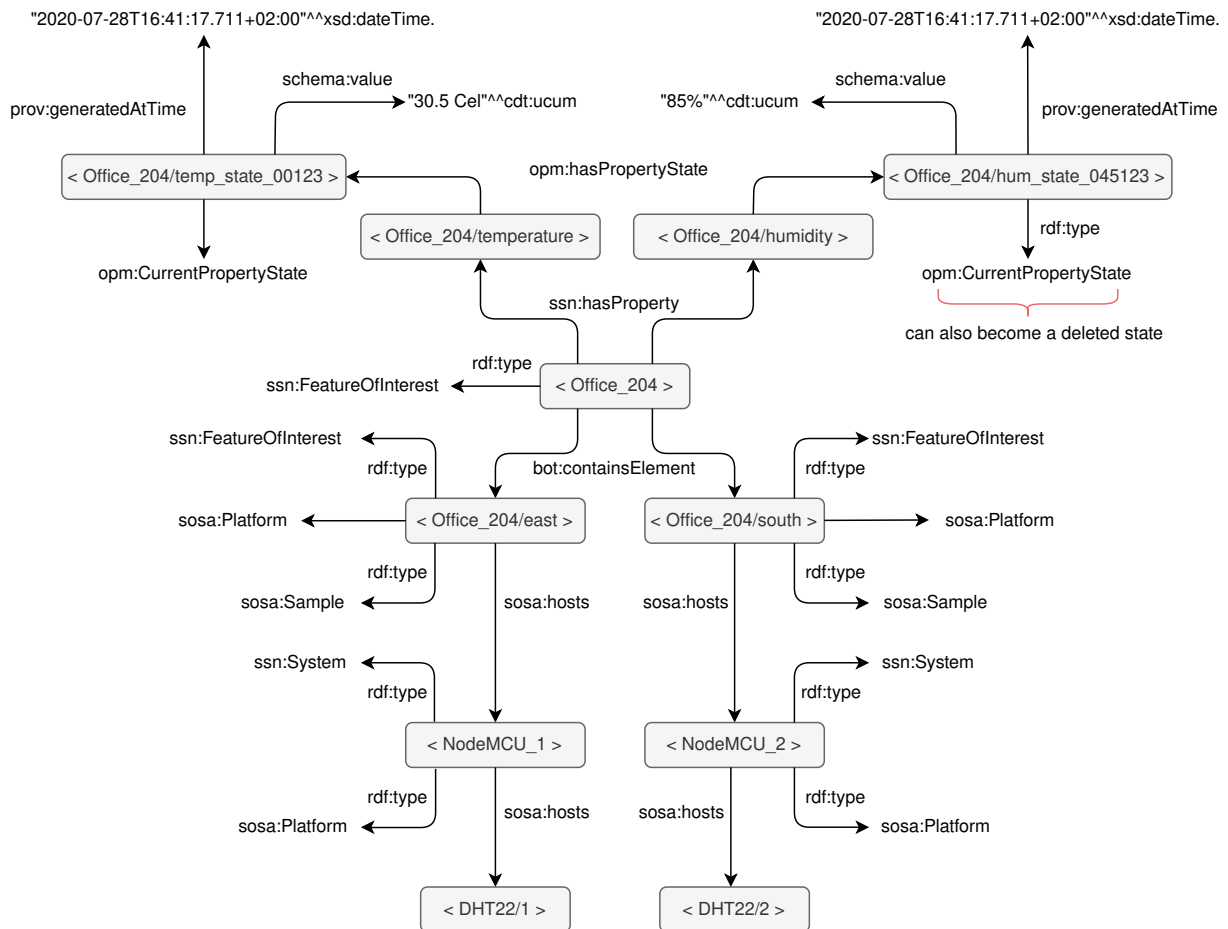 "2020-07-28T16:41:17.711+02:00"^^xsd:dateTime.
"2020-07-28T16:41:17.711+02:00"^^xsd:dateTime.
schema:value
schema:value
prov:generatedAtTime
"30.5 Cel"^^cdt:ucum
"85%"^^cdt:ucum
prov:generatedAtTime
< Office_204/temp_state_00123 >
opm:hasPropertyState
< Office_204/hum_state_045123 >
< Office_204/temperature >
< Office_204/humidity >
rdf:type
opm:CurrentPropertyState
opm:CurrentPropertyState
ssn:hasProperty
can also become a deleted state
rdf:type
ssn:FeatureOfInterest
< Office_204 >
ssn:FeatureOfInterest
ssn:FeatureOfInterest
rdf:type
bot:containsElement
rdf:type
sosa:Platform
< Office_204/east >
< Office_204/south >
sosa:Platform
rdf:type
rdf:type
sosa:Sample
sosa:hosts
sosa:hosts
sosa:Sample
ssn:System
ssn:System
rdf:type
rdf:type
< NodeMCU_1 >
< NodeMCU_2 >
rdf:type
rdf:type
sosa:hosts
sosa:hosts
sosa:Platform
sosa:Platform
< DHT22/1 >
< DHT22/2 >